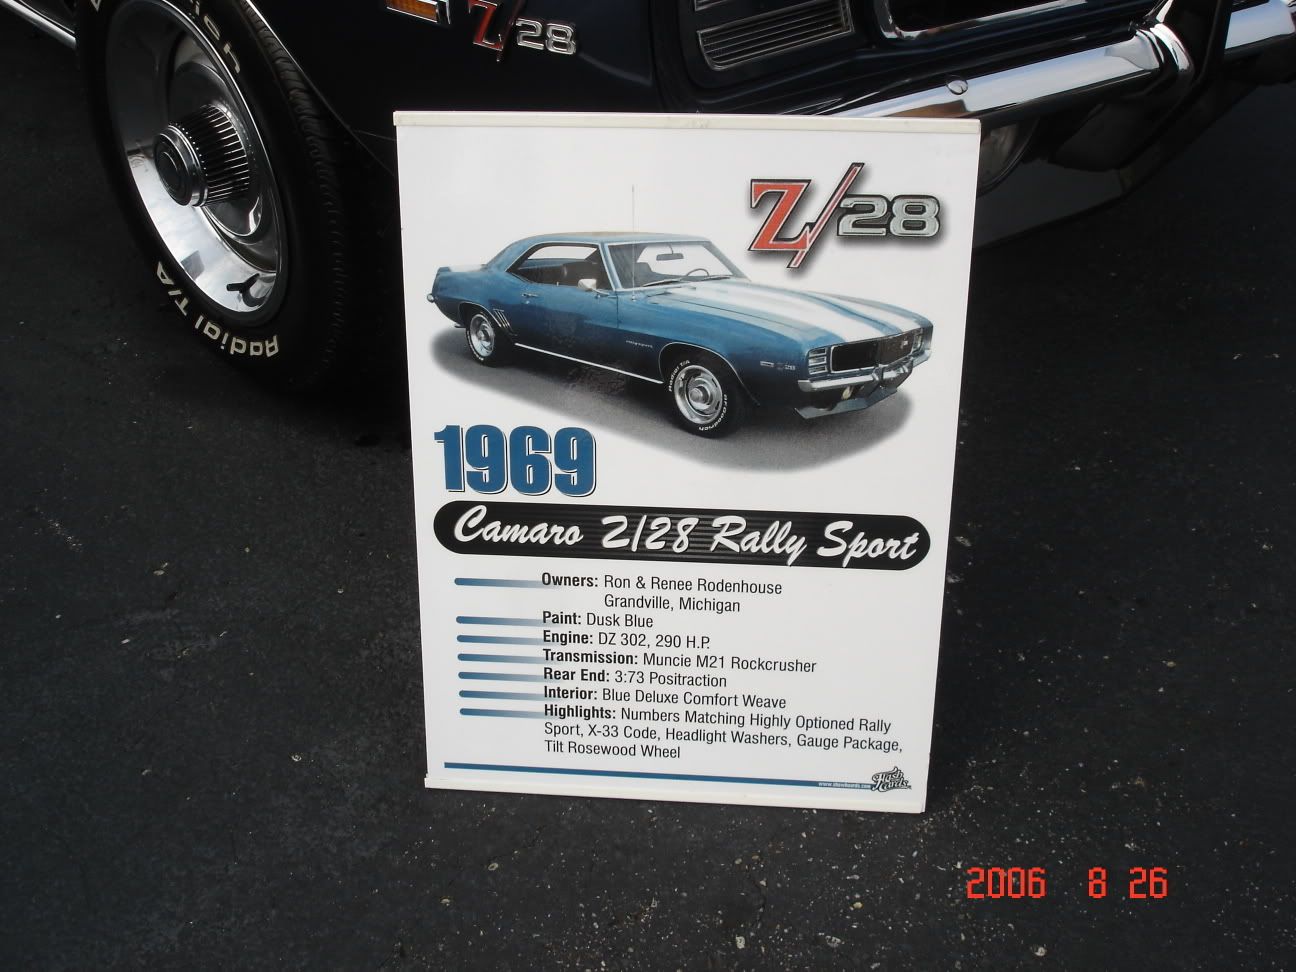 Z/28
Radial T/A
Z/28
1969
Camaro Z/28 Rally Sport
Owners: Ron & Renee Rodenhouse
Grandville, Michigan
Paint: Dusk Blue
Engine: DZ 302, 290 H.P.
Transmission: Muncie M21 Rockcrusher
Rear End: 3:73 Positraction
Interior: Blue Deluxe Comfort Weave
Highlights: Numbers Matching Highly Optioned Rally
Sport, X-33 Code, Headlight Washers, Gauge Package,
Tilt Rosewood Wheel
2006 8 26